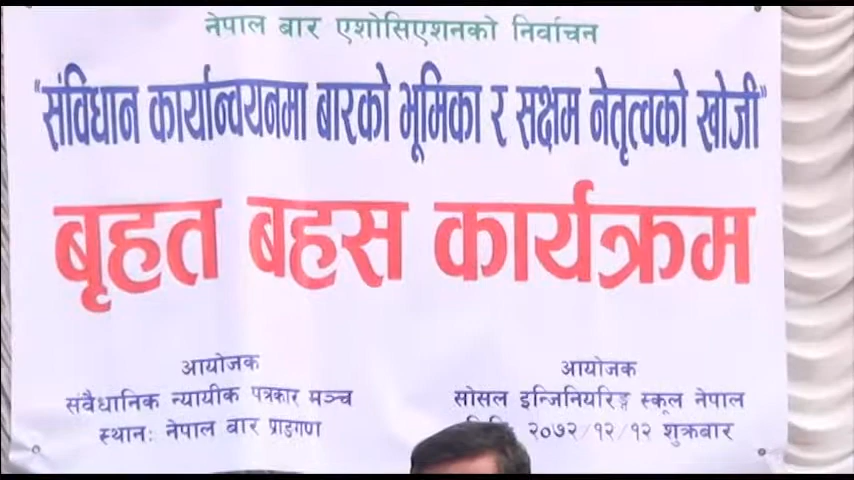 नेपाल बार एशोसिएशनको निर्वाचन
"संविधान कार्यान्वयनमा बारको भूमिका र सक्षम नेतृत्वको खोजी"
बृहत बहस कार्यक्रम
आयोजक
संवैधानिक न्यायीक पत्रकार मञ्च
स्थान: नेपाल बार प्राङगण
आयोजक
सोसल इन्जिनियरिङ्ग स्कूल नेपाल
२०७२/१२/१२ शुक्रबार